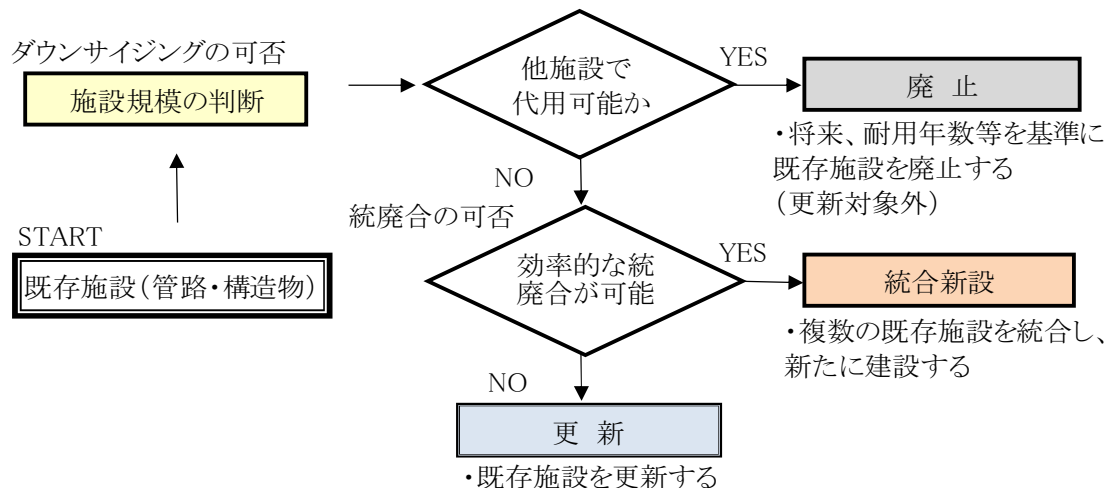 ダウンサイジングの可否
施設規模の判断
START
既存施設(管路・構造物)
他施設で
代用可能か
YES
廃 止
・将来、耐用年数等を基準に
既存施設を廃止する
(更新対象外)
NO
統廃合の可否
効率的な統
廃合が可能
YES
統合新設
・複数の既存施設を統合し、
新たに建設する
NO
更 新
・既存施設を更新する